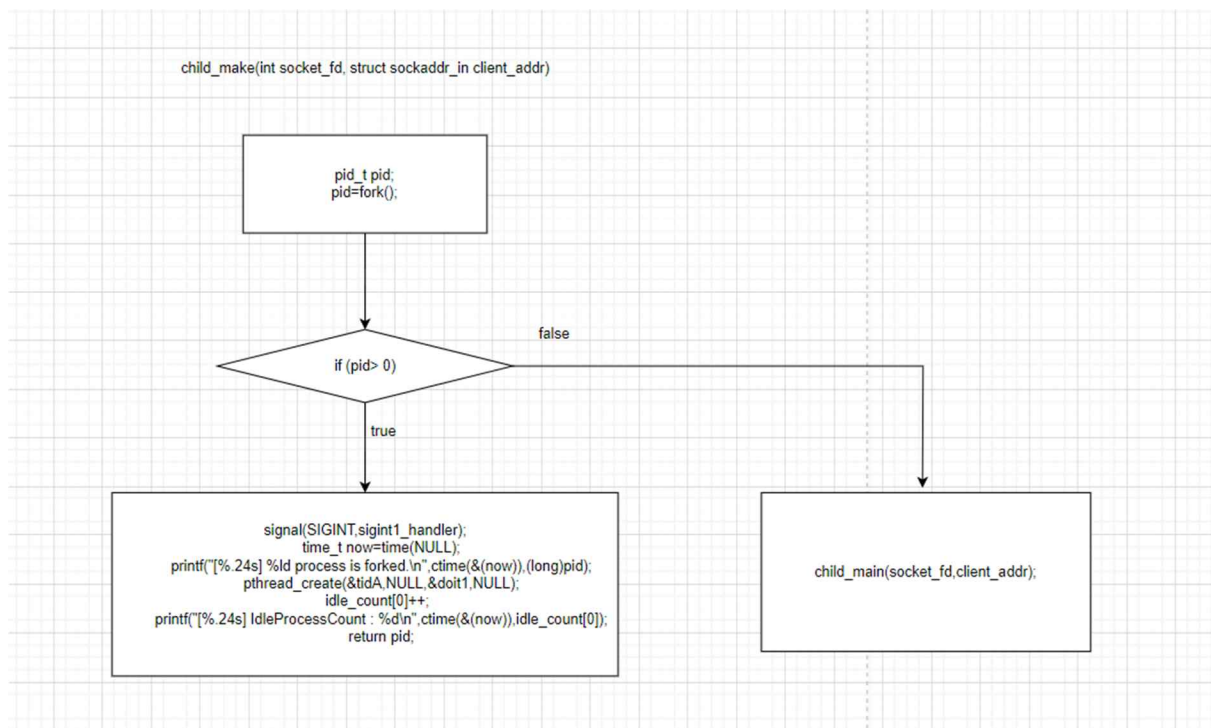 child_make(int socket_fd, struct sockaddr_in client_addr)
pid_t pid;
pid=fork();
if (pid> 0)
false
true
signal(SIGINT,sigint1_handler);
time_t now=time(NULL);
printf("[%.24s] %ld process is forked.\n",ctime(&(now)),(long)pid);
pthread_create(&tidA,NULL,&doit1,NULL);
idle_count[0]++;
printf("[%.24s] IdleProcessCount : %d\n",ctime(&(now)),idle_count[0]);
return pid;
child_main(socket_fd,client_addr);